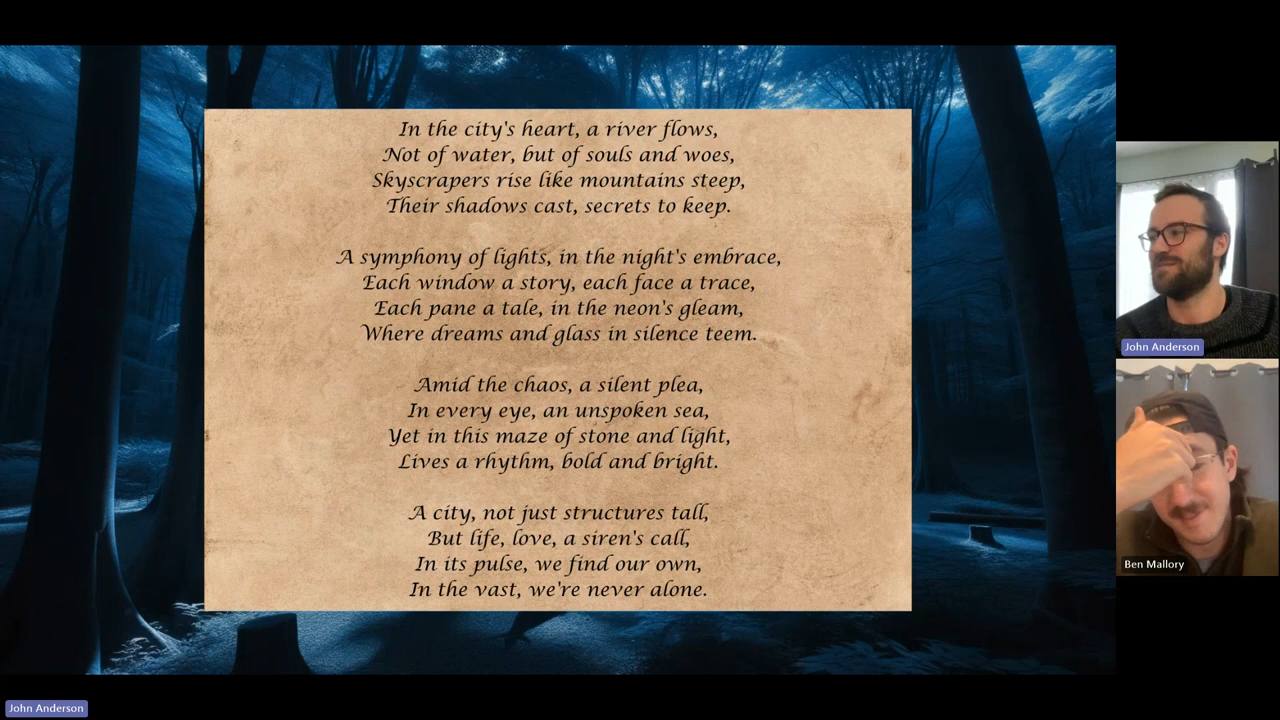 In the city's heart, a river flows,
Not of water, but of souls and woes,
Skyscrapers rise like mountains steep,
Their shadows cast, secrets to keep.
A symphony of lights, in the night's embrace,
Each window a story, each face a trace,
Each pane a tale, in the neon's gleam,
Where dreams and glass in silence teem.
Amid the chaos, a silent plea,
In every eye, an unspoken sea,
Yet in this maze of stone and light,
Lives a rhythm, bold and bright.
A city, not just structures tall,
But life, love, a siren's call,
In its pulse, we find our own,
In the vast, we're never alone.
John Anderson
Ben Mallory
John Anderson